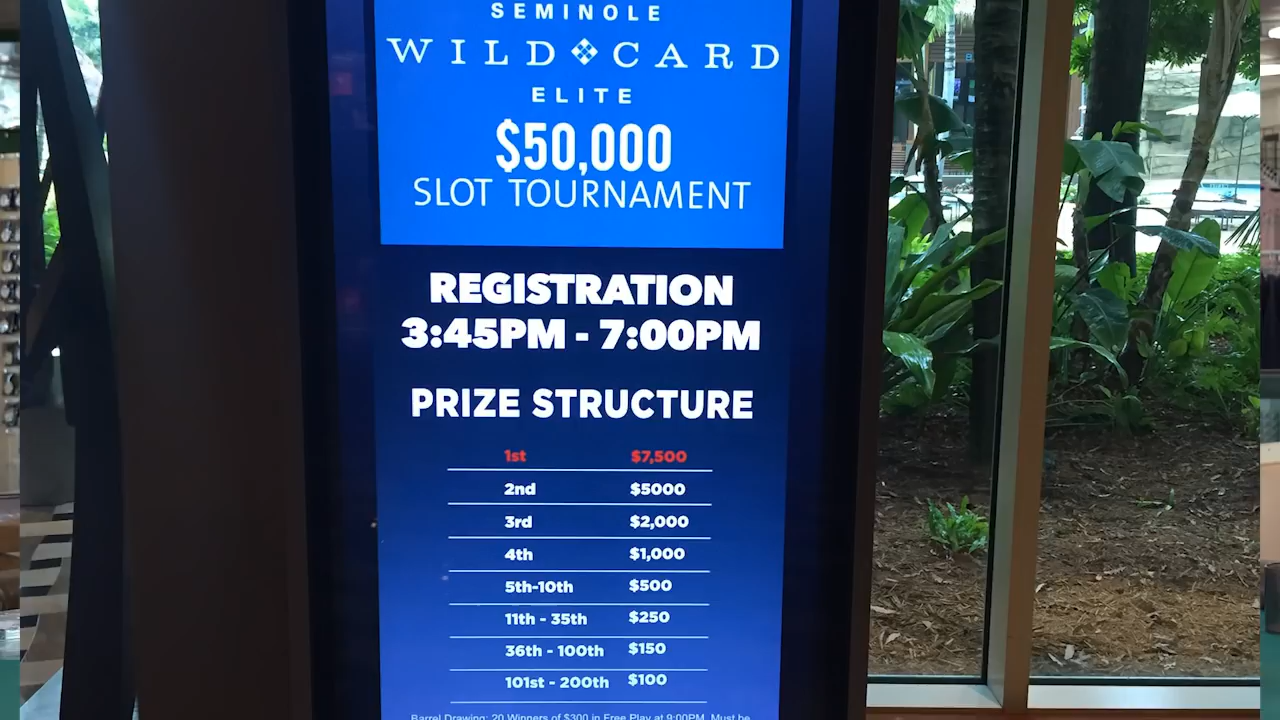 SEMINOLE
WILD CARD
ELITE
$50,000
SLOT TOURNAMENT
REGISTRATION
3:45PM - 7:00PM
PRIZE STRUCTURE
1st $7,500
2nd $5000
3rd $2,000
4th $1,000
5th-10th $500
11th - 35th $250
36th - 100th $150
101st - 200th $100
Barrel Drawing: 20 Winners of $300 in Free Play at 9:00PM. Must be